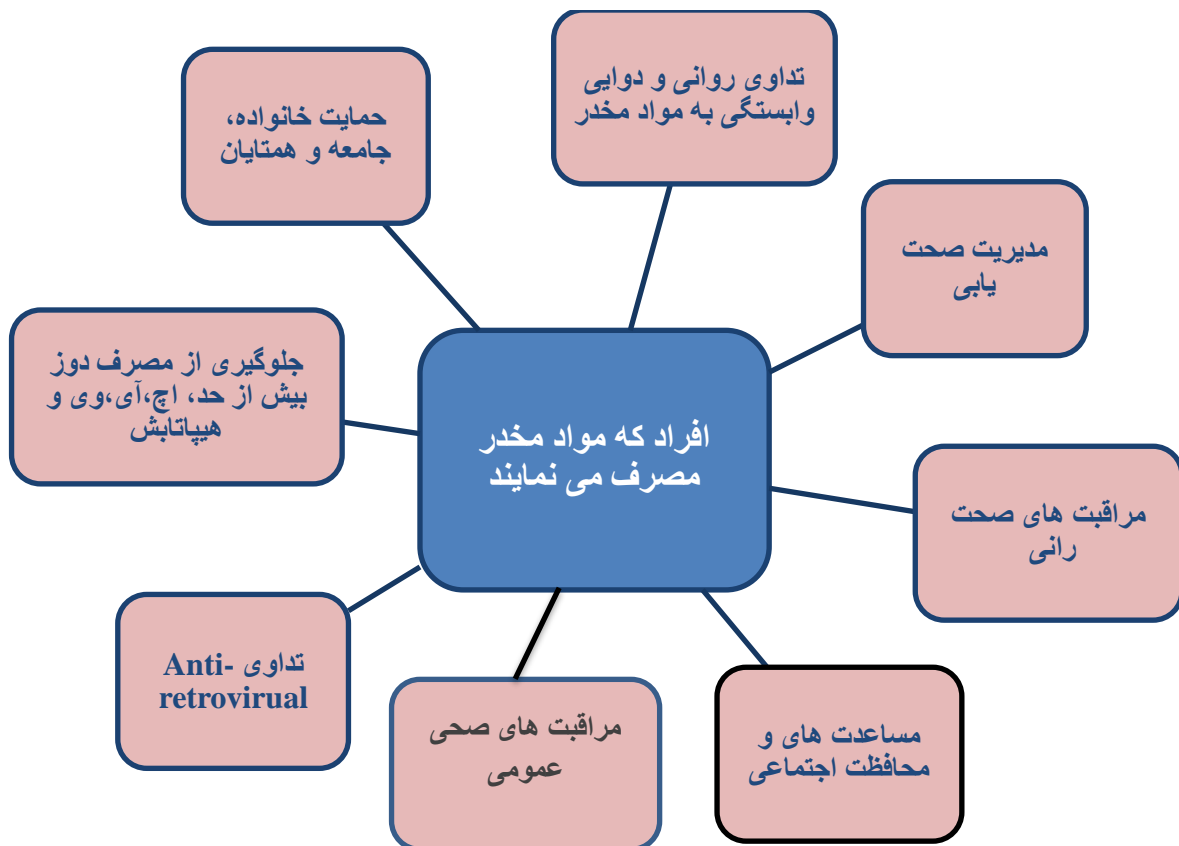 تداوی روانی و دوایی
وابستگی به مواد مخدر
حمایت خانواده،
جامعه و همتایان
مدیریت صحت
یابی
جلوگیری از مصرف دوز
بیش از حد، اچ،آی،وی و
هیپاتابش
افراد که مواد مخدر
مصرف می نمایند
مراقبت های صحت
رانی
تداوی Anti-
retrovirual
مراقبت های صحی
عمومی
مساعدت های و
محافظت اجتماعی